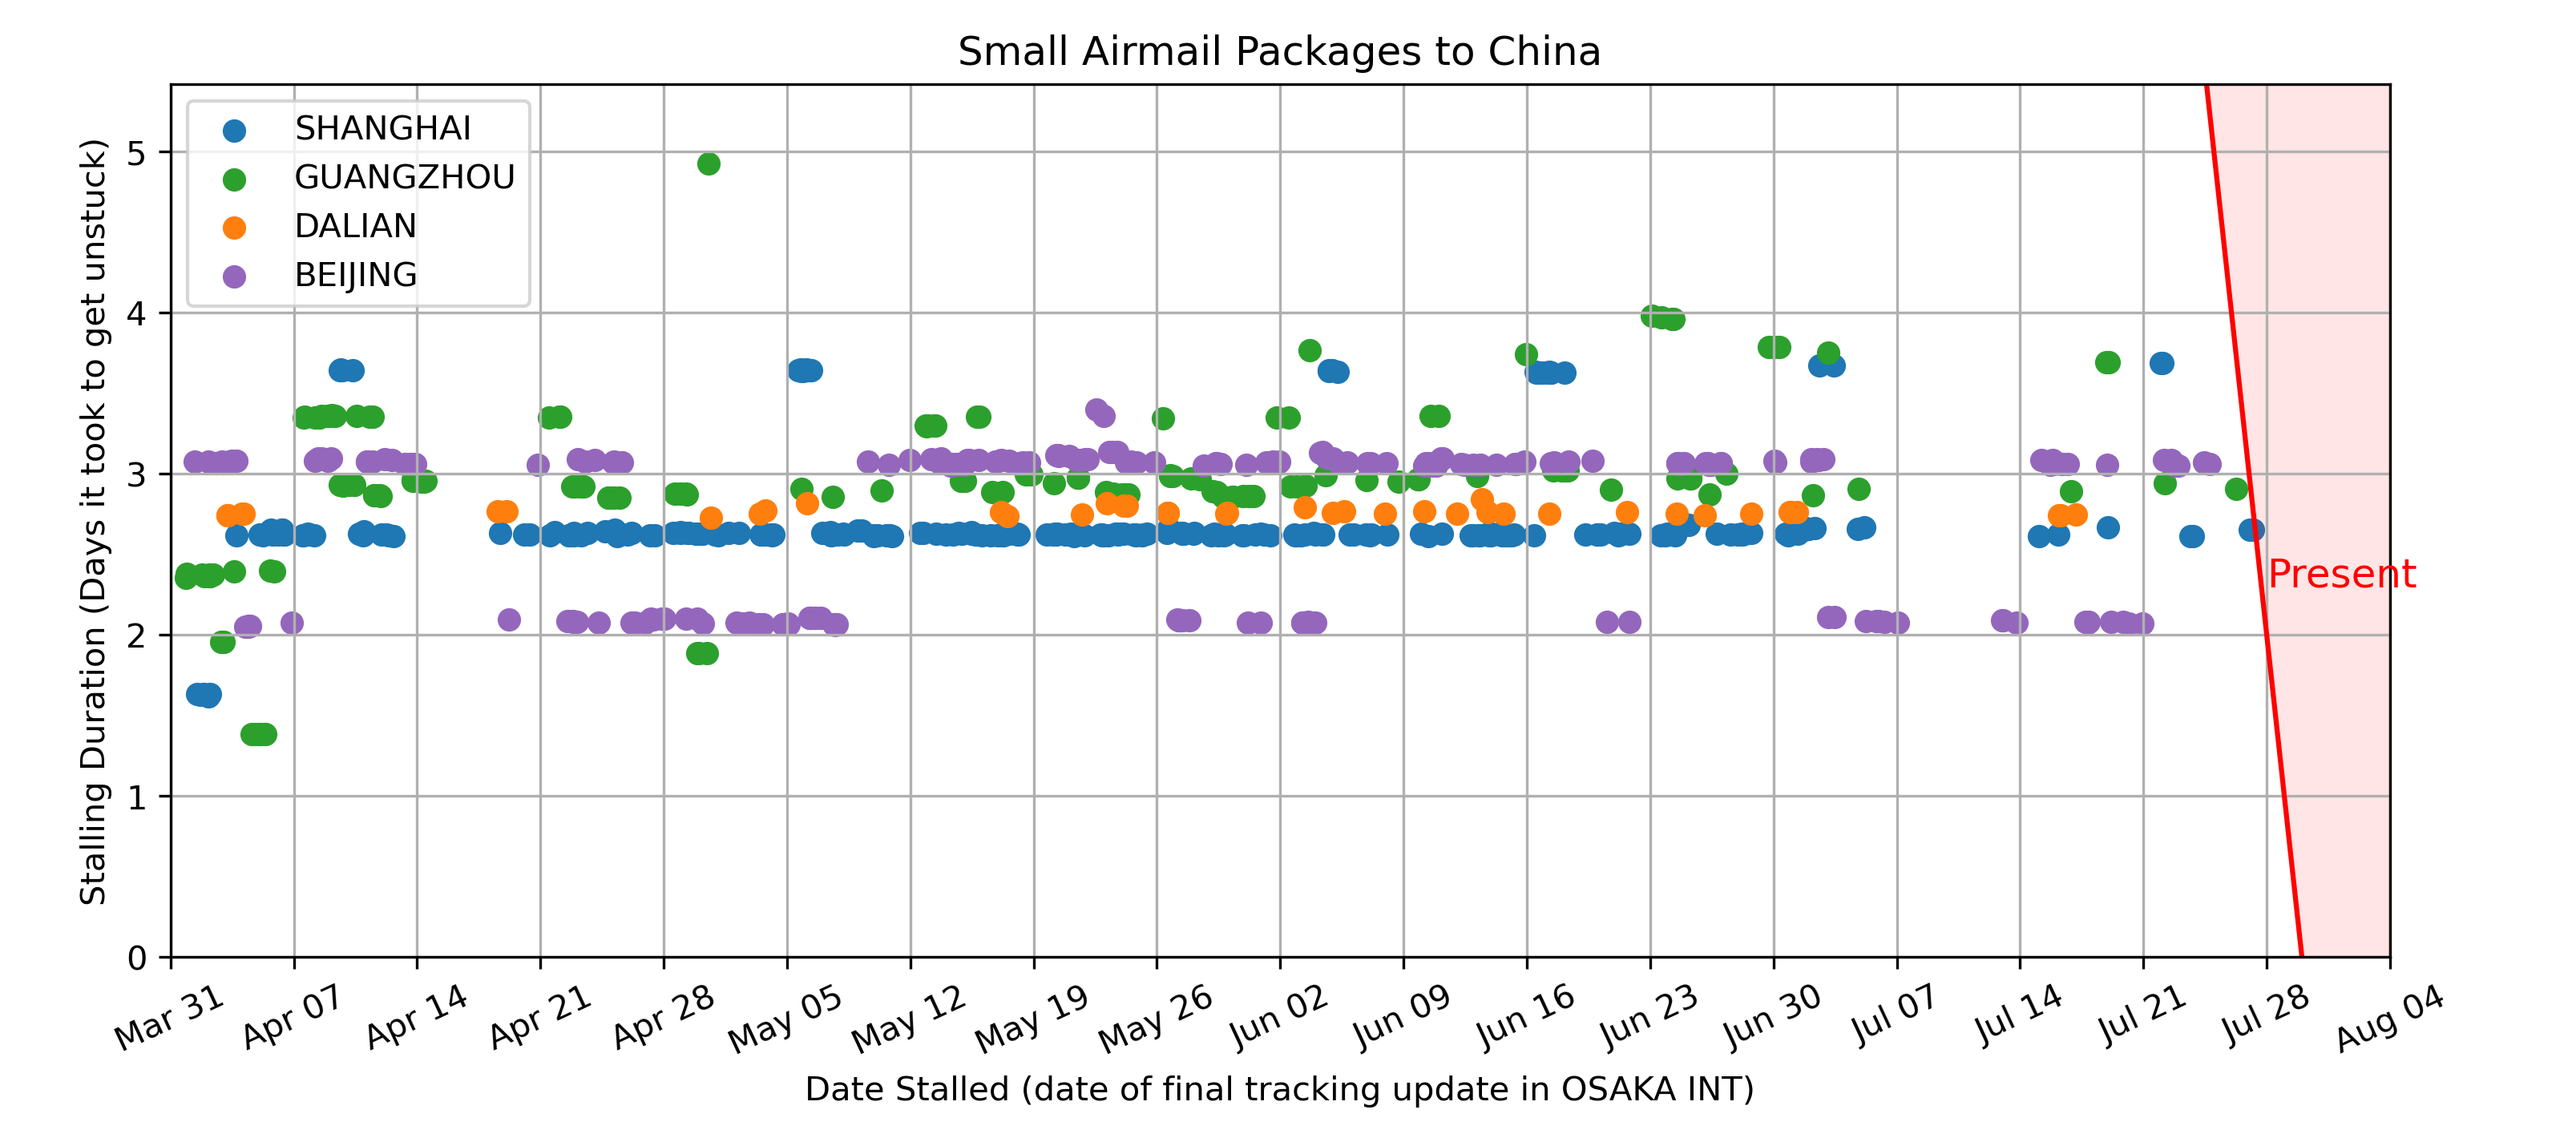 Small Airmail Packages to China
SHANGHAI
GUANGZHOU
DALIAN
BEIJING
Stalling Duration (Days it took to get unstuck)
5
4
3
2
1
0
Present
Mar 31
Apr 07
Apr 14
Apr 21
Apr 28
May 05
May 12
May 19
May 26
Jun 02
Jun 09
Jun 16
Jun 23
Jun 30
Jul 07
Jul 14
Jul 21
Jul 28
Aug 04
Date Stalled (date of final tracking update in OSAKA INT)